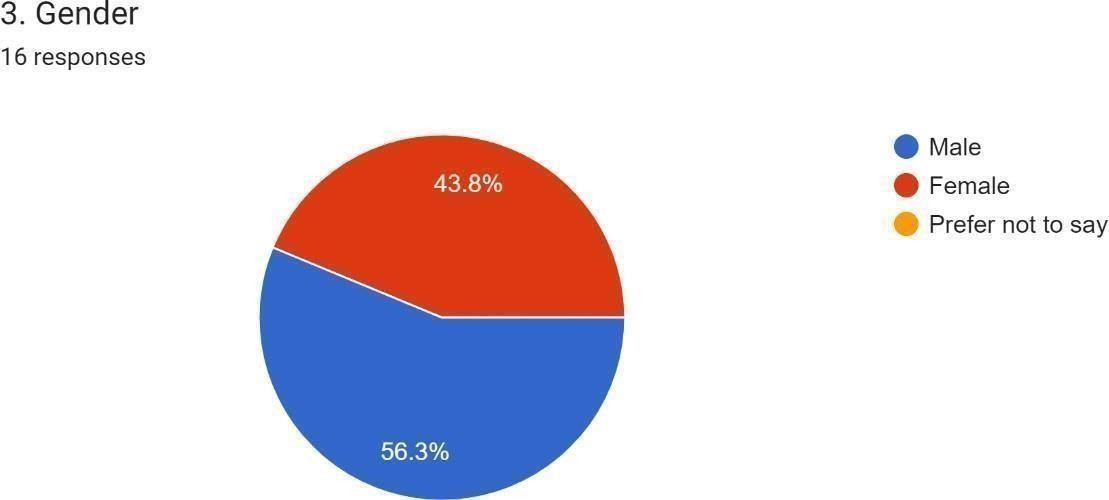 3. Gender
16 responses
43.8%
56.3%
Male
Female
Prefer not to say